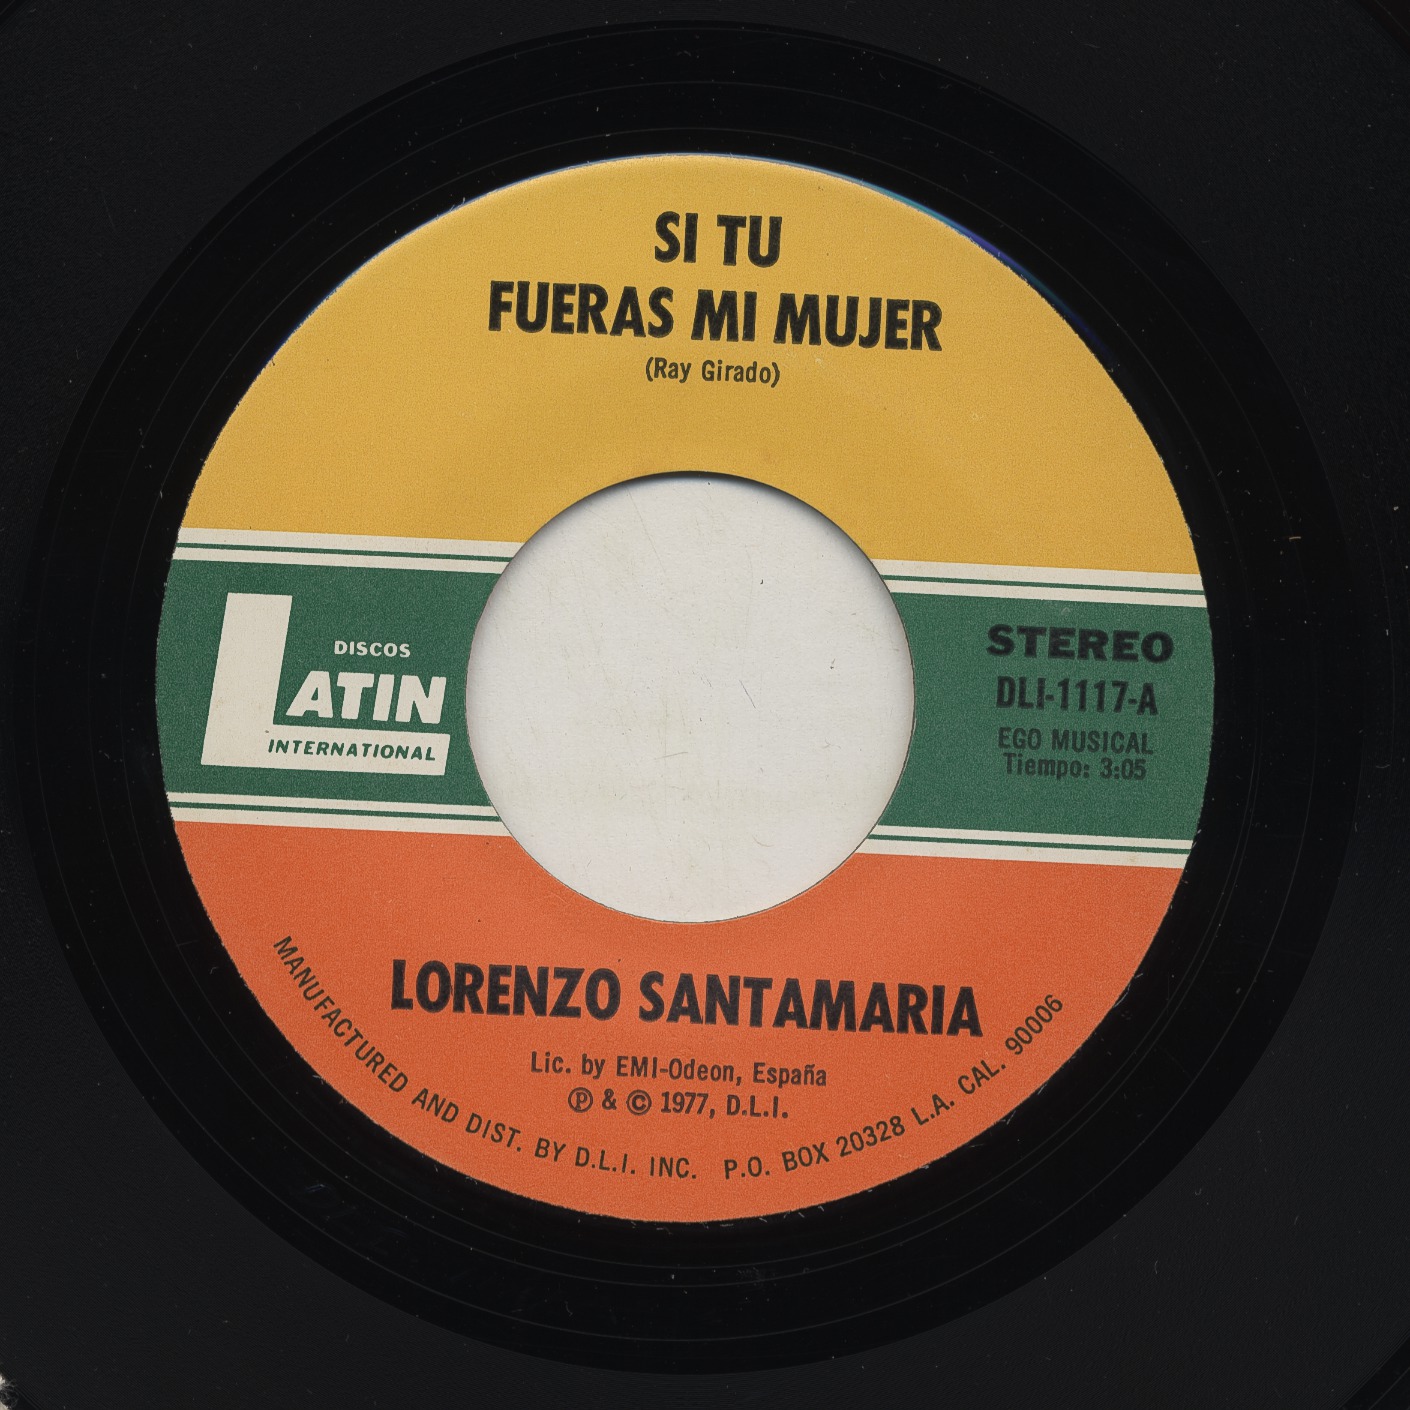 SI TU
FUERAS MI MUJER
(Ray Girado)
DISCOS
LATIN
INTERNATIONAL
STEREO
DLI-1117-A
EGO MUSICAL
Tiempo: 3:05
LORENZO SANTAMARIA
Lic. by EMI-Odeon, España
℗ & © 1977, D.L.I.
MANUFACTURED AND DIST. BY D.L.I. INC. P.O. BOX 20328 L.A. CAL. 90006